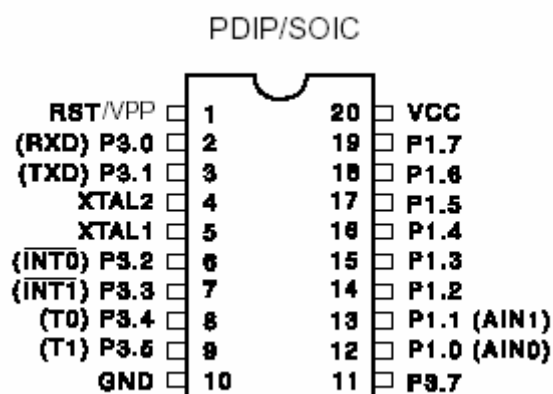 PDIP/SOIC
RST/VPP 1 20 VCC
(RXD) P3.0 2 19 P1.7
(TXD) P3.1 3 18 P1.6
XTAL2 4 17 P1.5
XTAL1 5 16 P1.4
(INT0) P3.2 6 15 P1.3
(INT1) P3.3 7 14 P1.2
(T0) P3.4 8 13 P1.1 (AIN1)
(T1) P3.5 9 12 P1.0 (AIN0)
GND 10 11 P3.7